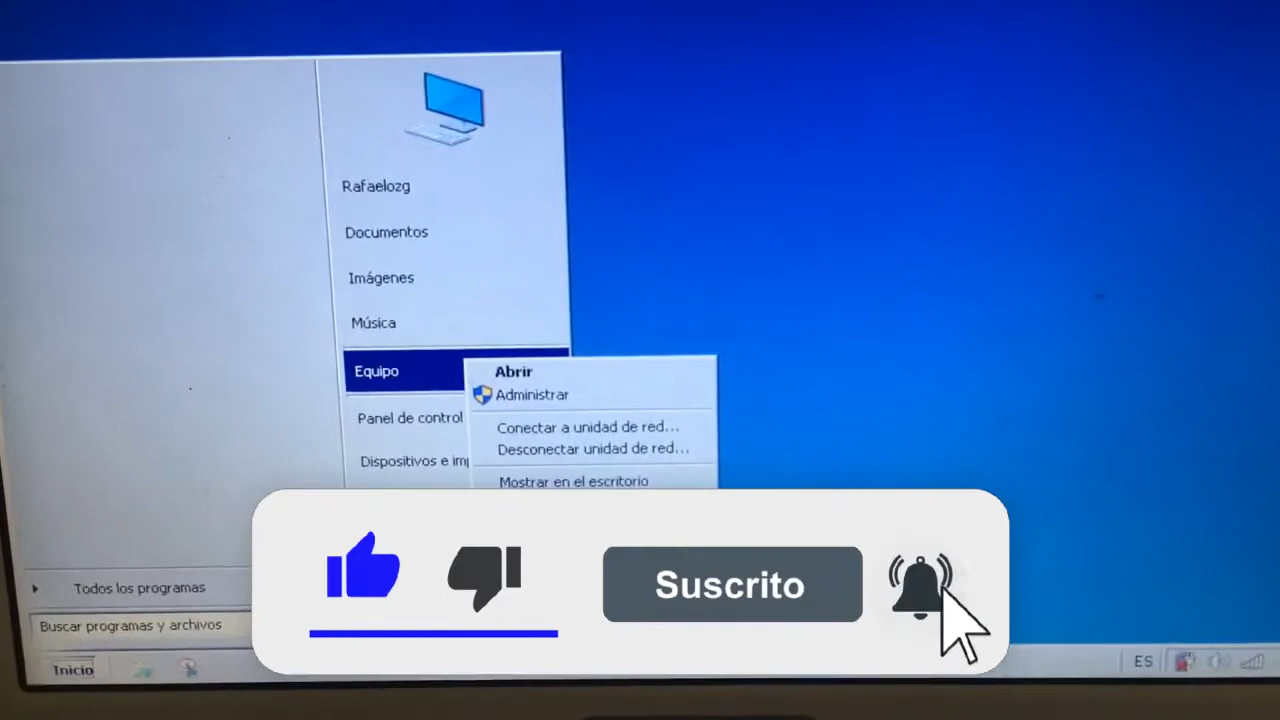 Rafaelozg
Documentos
Imágenes
Música
Equipo
Panel de control
Dispositivos e
Abrir
Administrar
Conectar a unidad de red...
Desconectar unidad de red...
Mostrar en el escritorio
Todos los programas
Buscar programas y archivos
Inicio
Suscrito
ES